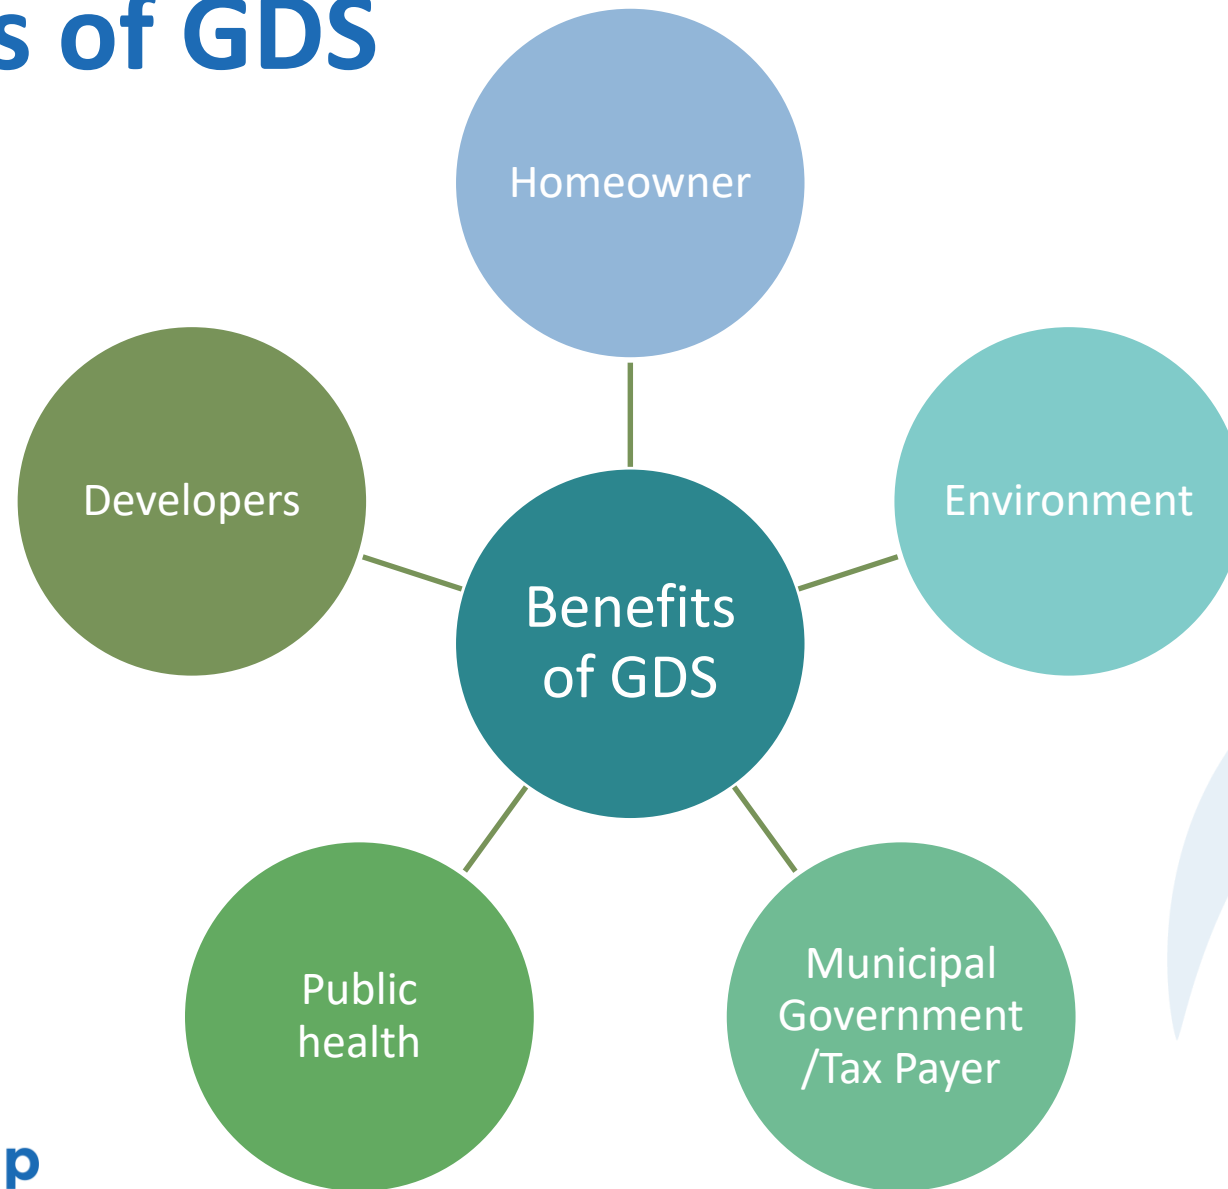 s of GDS
Homeowner
Developers
Environment
Benefits
of GDS
Public
health
Municipal
Government
/Tax Payer
p